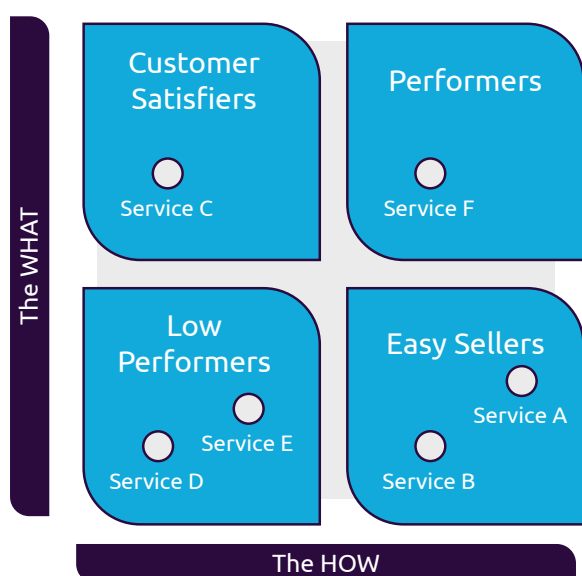 The WHAT
Customer
Satisfiers
Service C
Performers
Service F
Low
Performers
Service E
Service D
Easy Sellers
Service A
Service B
The HOW